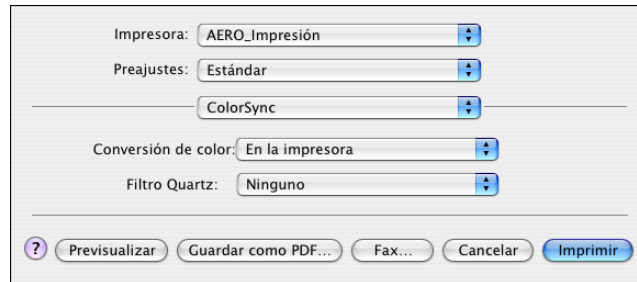 Impresora: AERO_Impresión
Preajustes: Estándar
ColorSync
Conversión de color: En la impresora
Filtro Quartz: Ninguno
? Previsualizar Guardar como PDF... Fax... Cancelar Imprimir